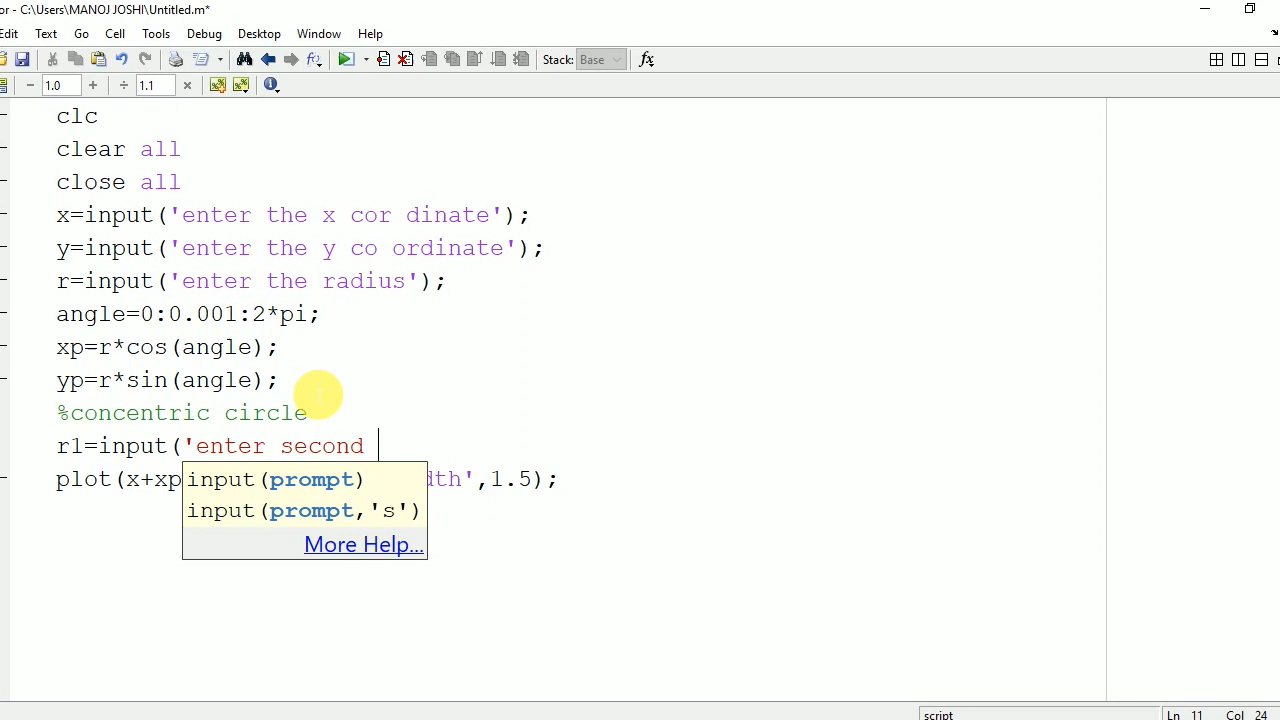 or - C:\Users\MANOJ JOSHI\Untitled.m*
Edit Text Go Cell Tools Debug Desktop Window Help
Stack: Base fx
− 1.0 + ÷ 1.1 ×
clc
clear all
close all
x=input('enter the x cor dinate');
y=input('enter the y co ordinate');
r=input('enter the radius');
angle=0:0.001:2*pi;
xp=r*cos(angle);
yp=r*sin(angle);
%concentric circle
r1=input('enter second
plot(x+xp dth',1.5);
input(prompt)
input(prompt,'s')
More Help...
script Ln 11 Col 24